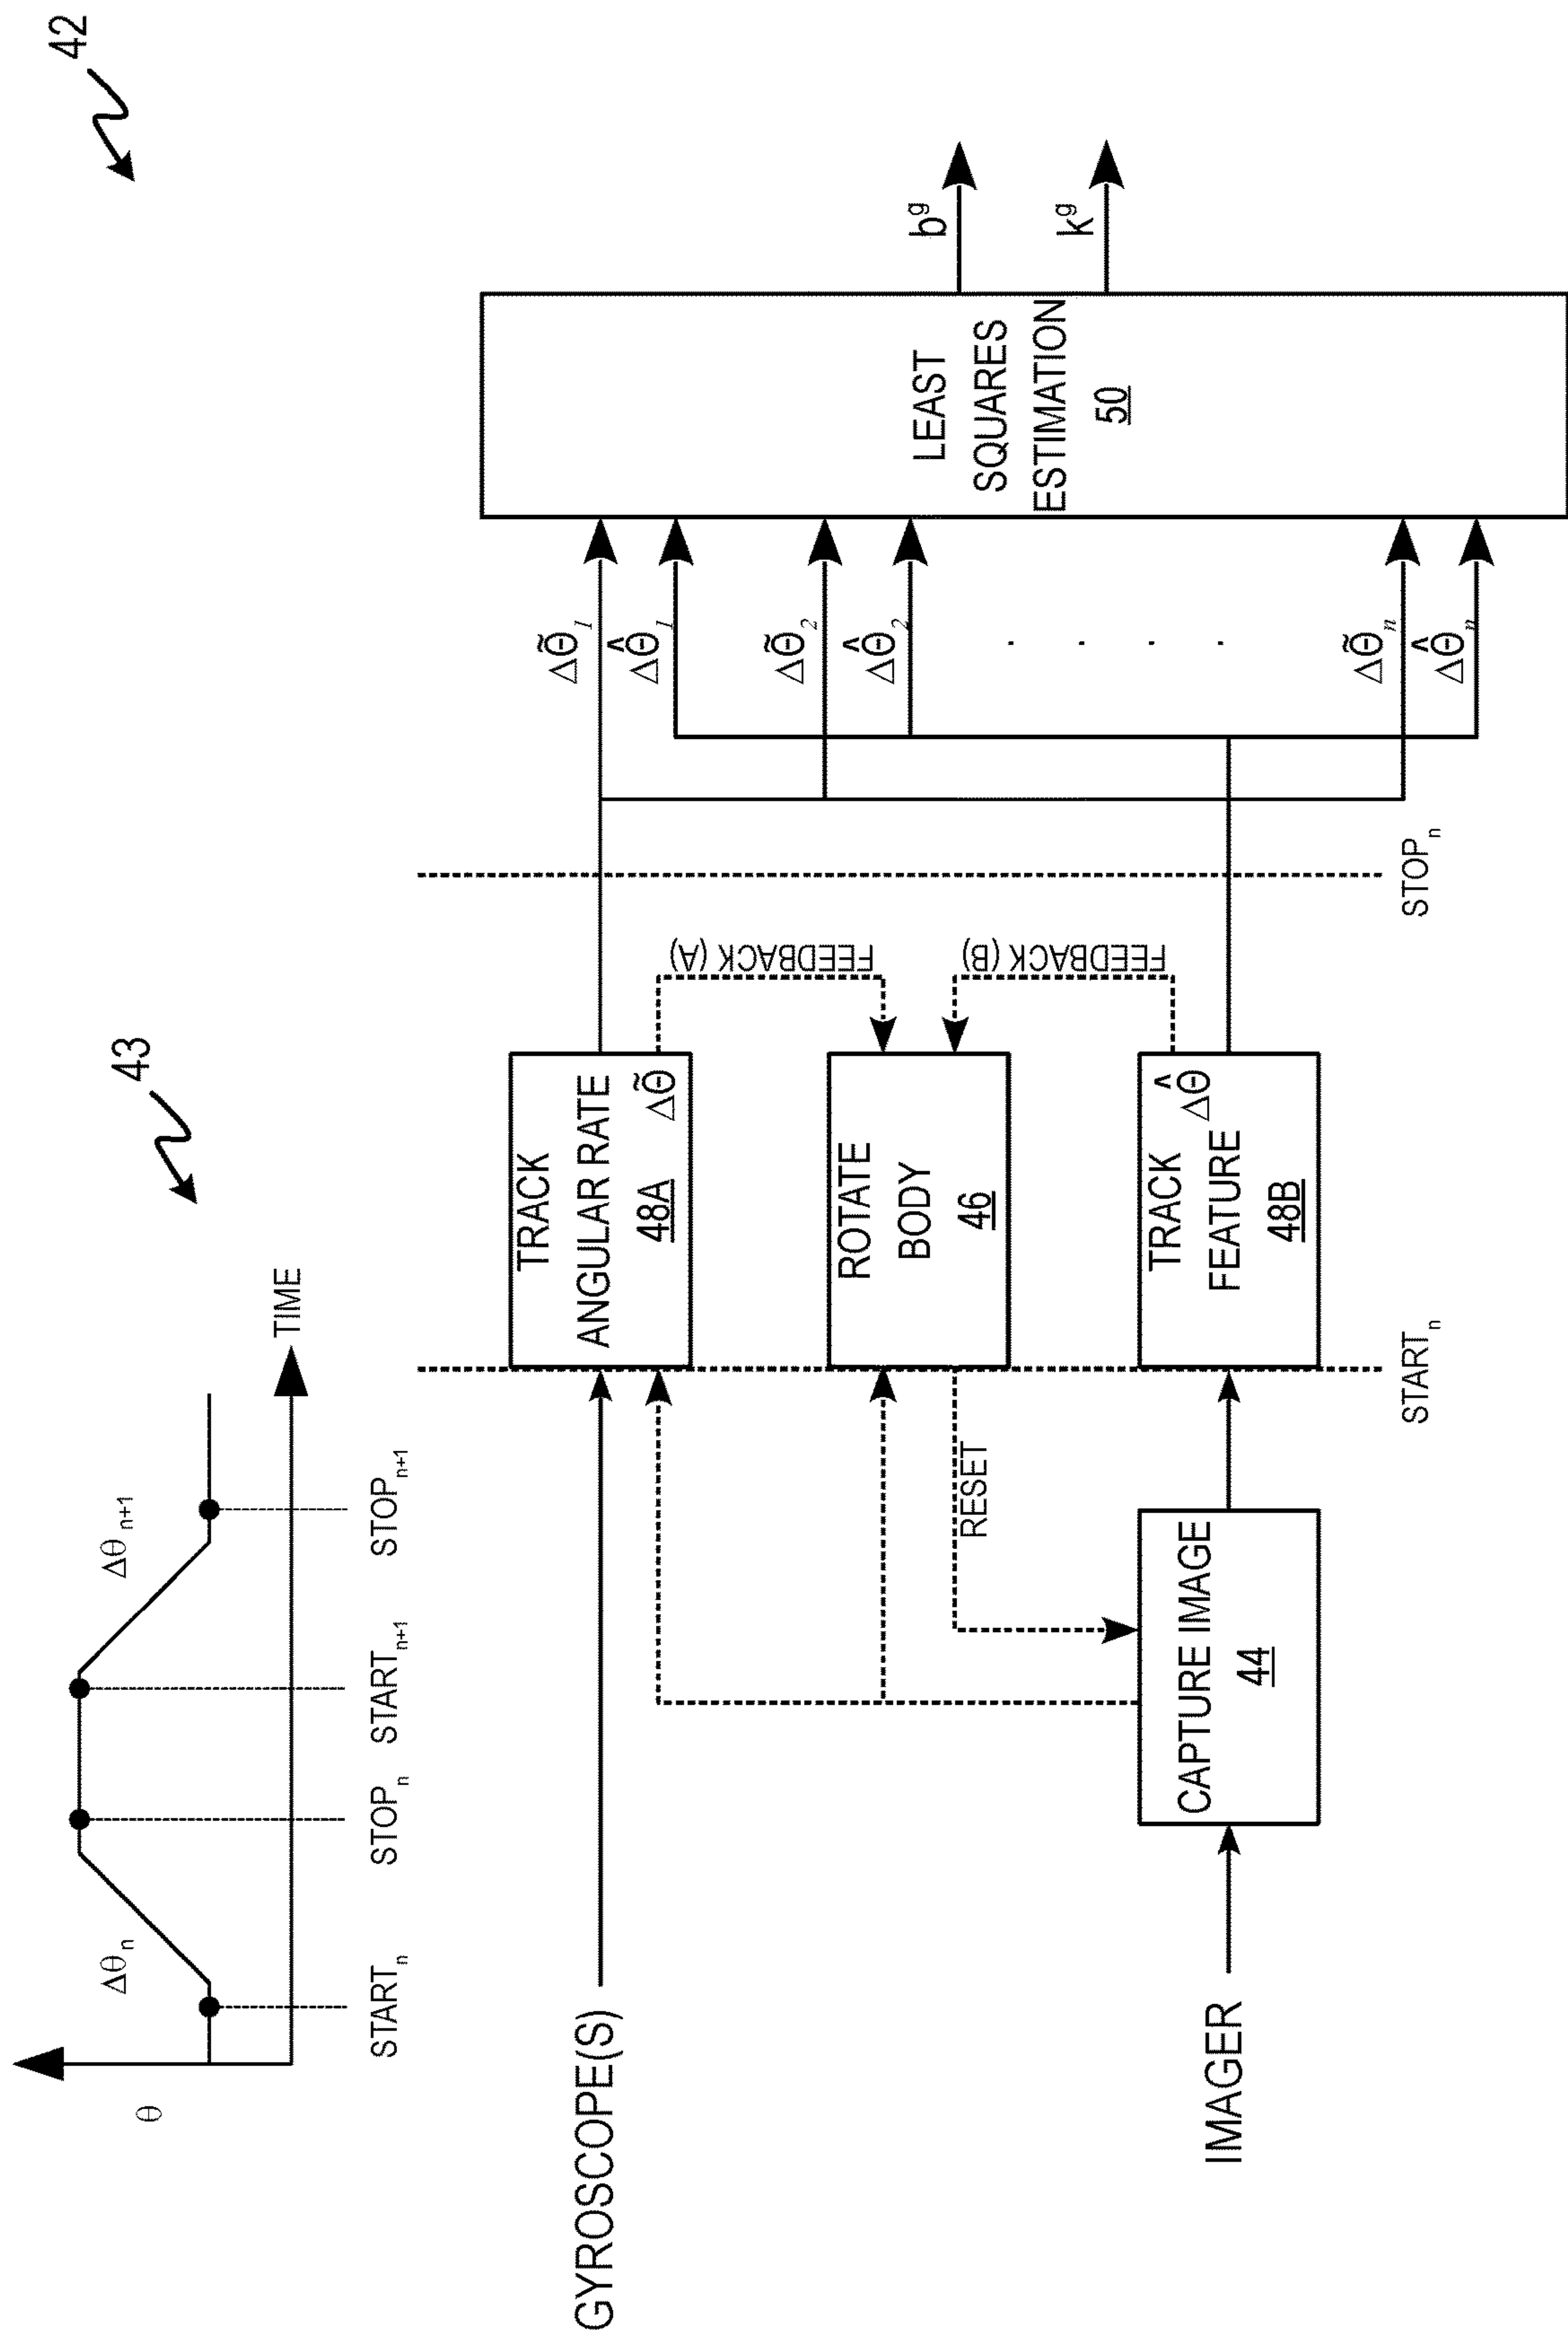 42
43
θ
Δθn
Δθn+1
TIME
STARTn
STOPn
STARTn+1
STOPn+1
GYROSCOPE(S)
IMAGER
CAPTURE IMAGE
44
RESET
TRACK
ANGULAR RATE
48A
ΔΘ̃
ROTATE
BODY
46
TRACK
FEATURE
48B
ΔΘ̂
FEEDBACK (A)
FEEDBACK (B)
STARTn
STOPn
ΔΘ̃1
ΔΘ̂1
ΔΘ̃2
ΔΘ̂2
. . . .
ΔΘ̃n
ΔΘ̂n
LEAST
SQUARES
ESTIMATION
50
bg
kg